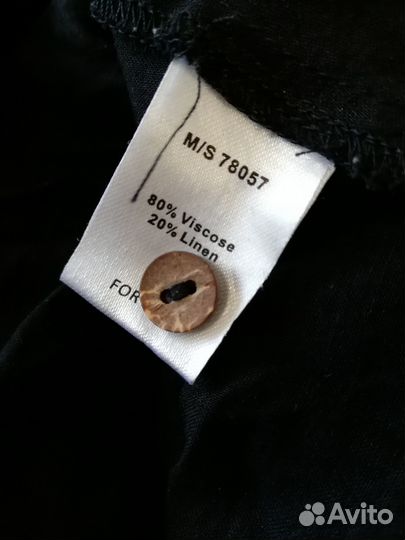 M/S 78057
80% Viscose
20% Linen
FOR
Avito